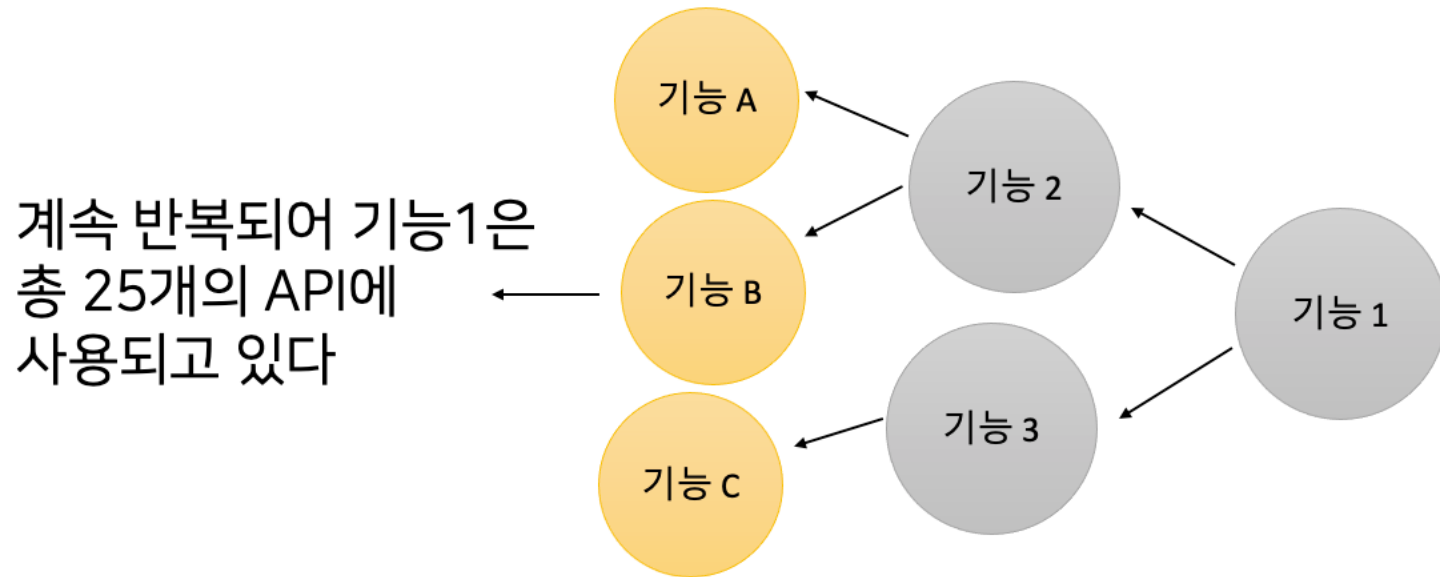 계속 반복되어 기능1은
총 25개의 API에
사용되고 있다
기능 A
기능 B
기능 C
기능 2
기능 3
기능 1